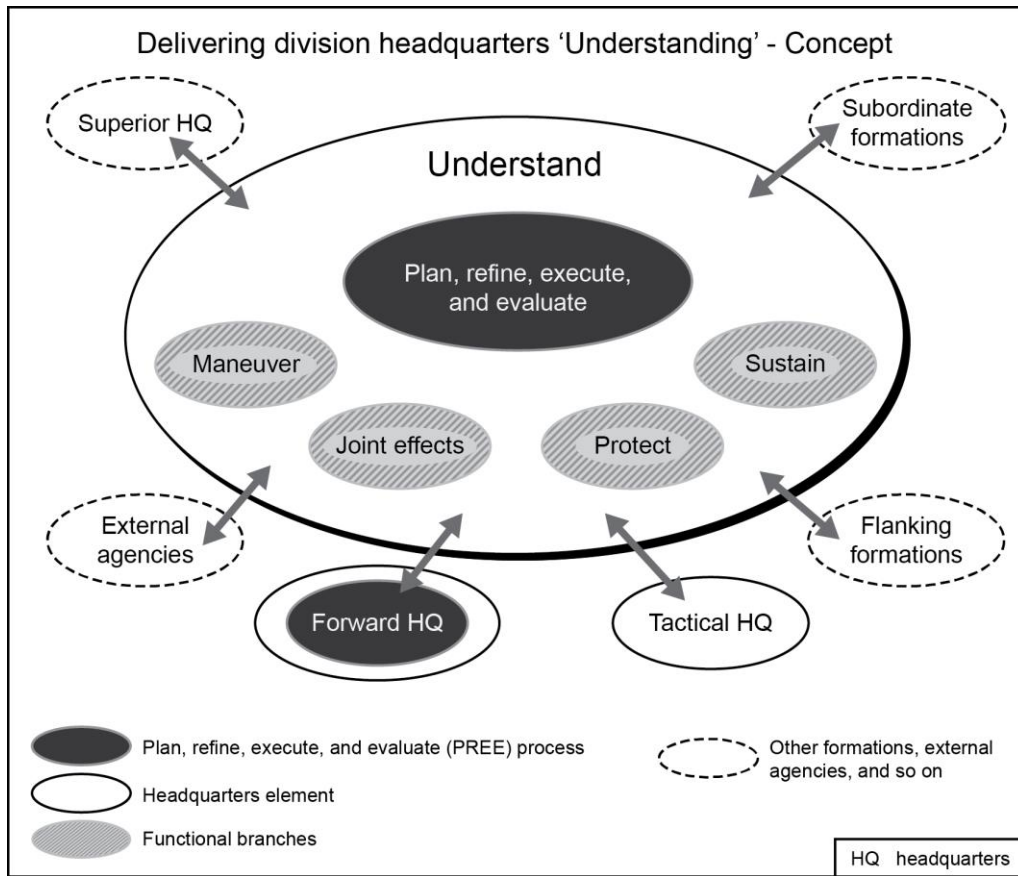 Delivering division headquarters ‘Understanding’ - Concept
Superior HQ
Subordinate
formations
Understand
Plan, refine, execute,
and evaluate
Maneuver
Sustain
Joint effects
Protect
External
agencies
Flanking
formations
Forward HQ
Tactical HQ
Plan, refine, execute, and evaluate (PREE) process
Other formations, external
agencies, and so on
Headquarters element
Functional branches
HQ headquarters